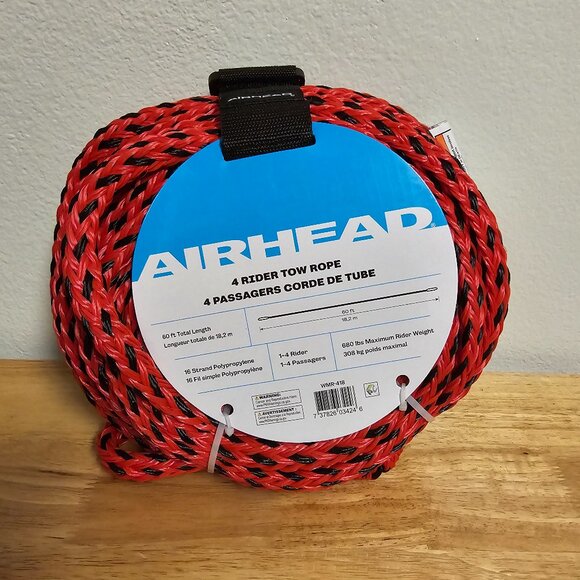 AIRHEAD
AIRHEAD
4 RIDER TOW ROPE
4 PASSAGERS CORDE DE TUBE
60 ft Total Length
Longueur totale de 18,2 m
60 ft.
18,2 m
16 Strand Polypropylene
16 Fil simple Polypropylène
1-4 Rider
1-4 Passagers
680 lbs Maximum Rider Weight
308 kg poids maximal
WMR-418
WARNING:
AVERTISSEMENT
7 37826 03424 6